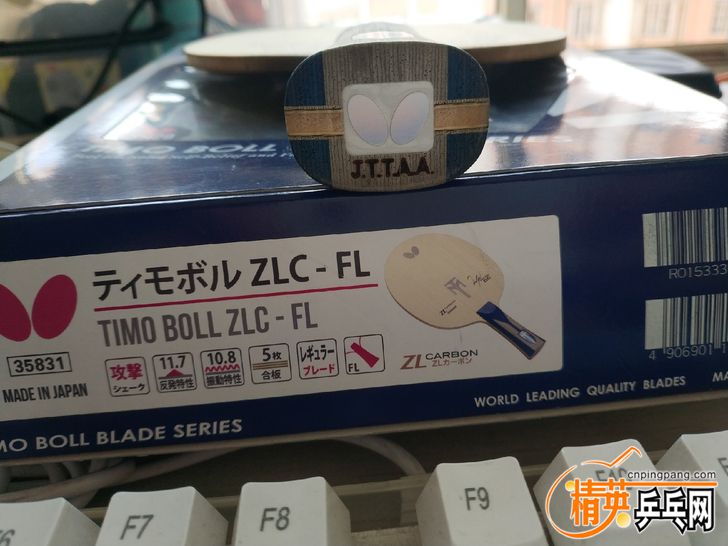 TIMO BOLL
J.T.T.A.A.
ティモボル ZLC - FL
TIMO BOLL ZLC - FL
35831
MADE IN JAPAN
攻撃
シェーク
11.7
反発特性
10.8
振動特性
5枚
合板
レギュラー
ブレード
FL
ZL CARBON
ZLカーボン
R015333
4 906901 1
WORLD LEADING QUALITY BLADES
MO BOLL BLADE SERIES
F7
F8
F9
F10
cnpingpang.com
精英乒乓网